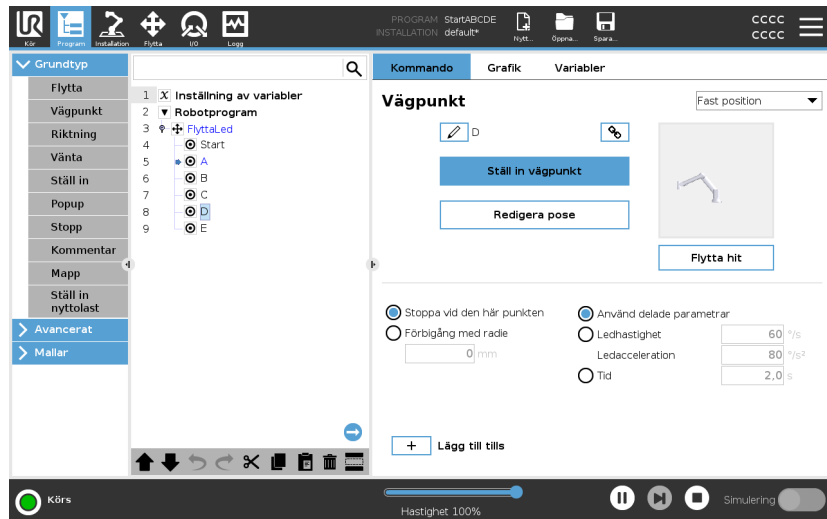 UR
PROGRAM StartABCDE
INSTALLATION default*
cccc
cccc
Kör Program Installation Flytta I/O Logg Nytt... Öppna... Spara...
Grundtyp
Flytta
Vägpunkt
Riktning
Vänta
Ställ in
Popup
Stopp
Kommentar
Mapp
Ställ in
nyttolast
Avancerat
Mallar
1 X Inställning av variabler
2 Robotprogram
3 FlyttaLed
4 Start
5 A
6 B
7 C
8 D
9 E
Kommando Grafik Variabler
Vägpunkt
Fast position
D
Ställ in vägpunkt
Redigera pose
Flytta hit
Stoppa vid den här punkten
Förbigång med radie
0 mm
Använd delade parametrar
Ledhastighet 60 °/s
Ledacceleration 80 °/s²
Tid 2,0 s
+ Lägg till tills
Körs
Hastighet 100%
Simulering